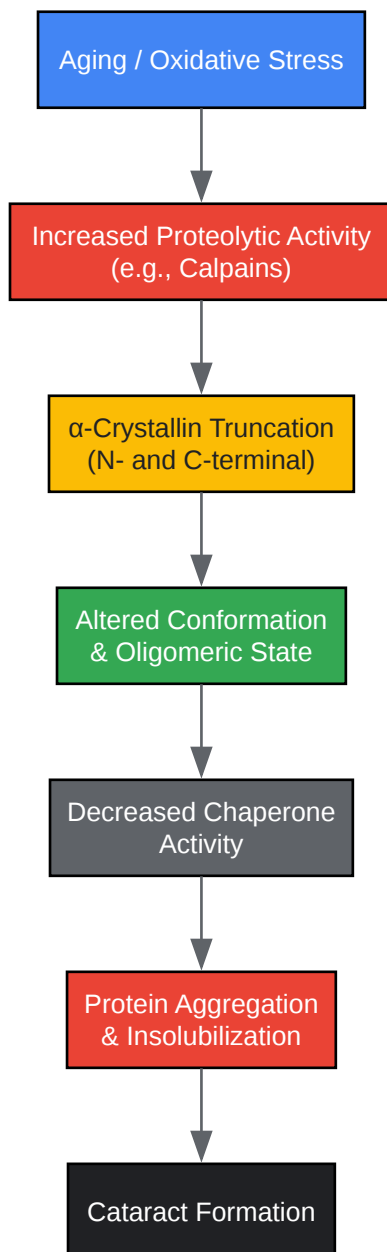 Aging / Oxidative Stress
Increased Proteolytic Activity
(e.g., Calpains)
α-Crystallin Truncation
(N- and C-terminal)
Altered Conformation
& Oligomeric State
Decreased Chaperone
Activity
Protein Aggregation
& Insolubilization
Cataract Formation